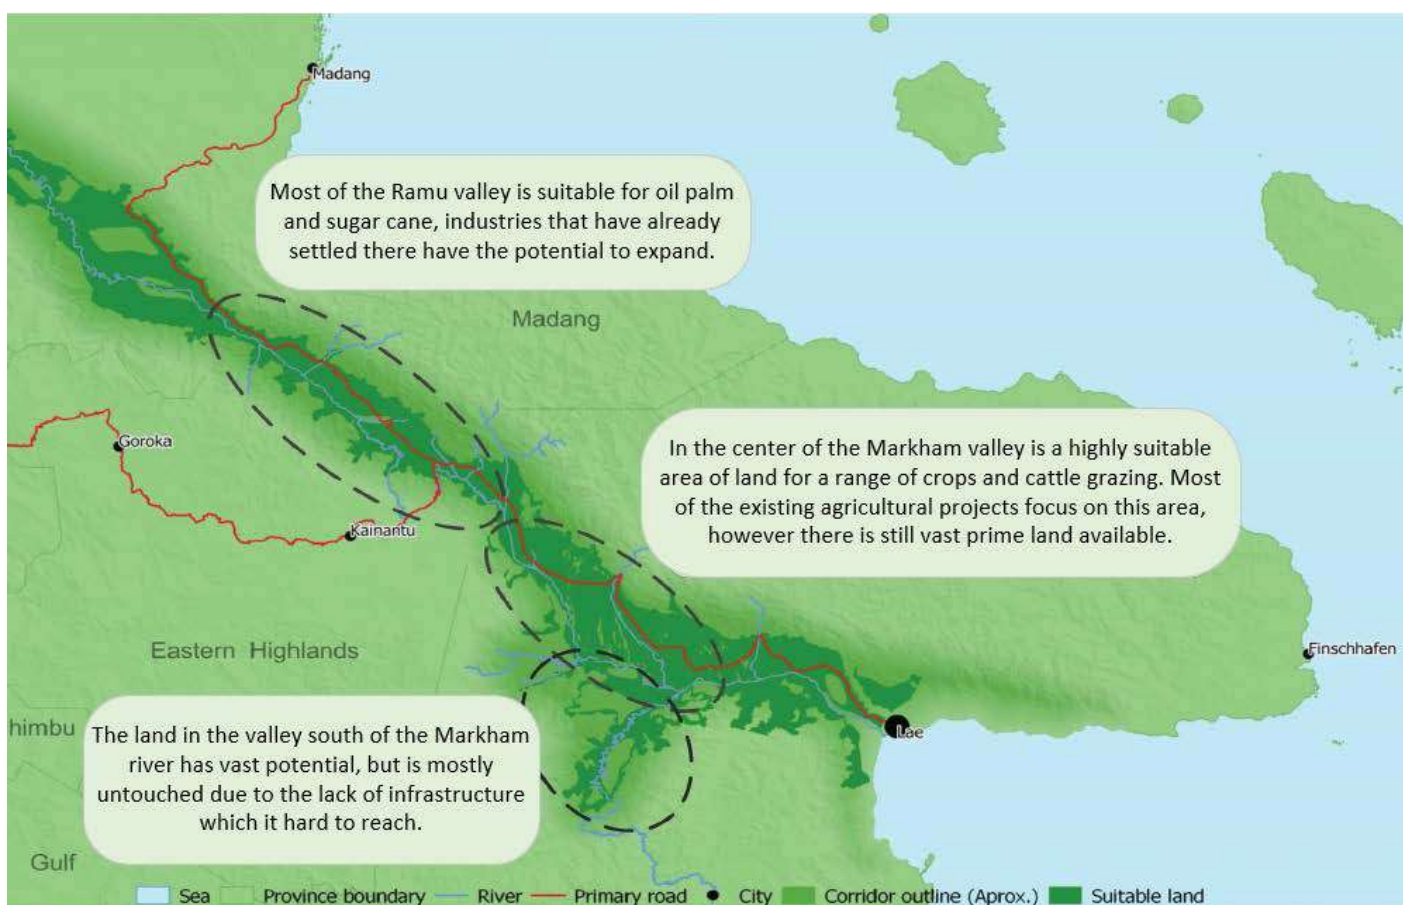 Madang
Most of the Ramu valley is suitable for oil palm
and sugar cane, industries that have already
settled there have the potential to expand.
Madang
Goroka
In the center of the Markham valley is a highly suitable
area of land for a range of crops and cattle grazing. Most
of the existing agricultural projects focus on this area,
however there is still vast prime land available.
Kainantu
Eastern Highlands
Finschhafen
himbu
The land in the valley south of the Markham
river has vast potential, but is mostly
untouched due to the lack of infrastructure
which it hard to reach.
Lae
Gulf
Sea Province boundary River Primary road City Corridor outline (Aprox.) Suitable land